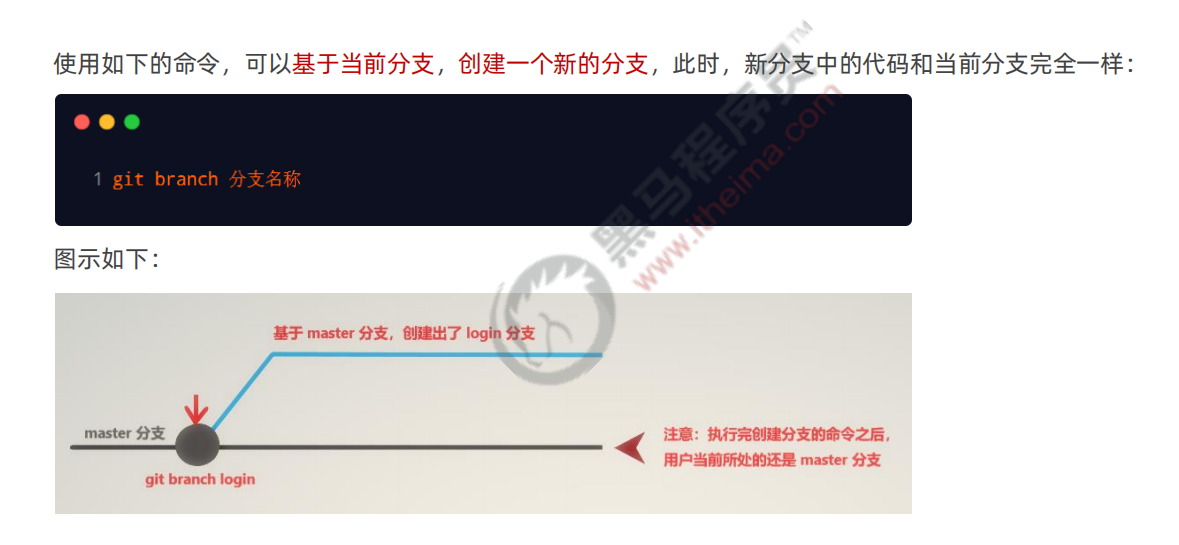 使用如下的命令，可以基于当前分支，创建一个新的分支，此时，新分支中的代码和当前分支完全一样：
1 git branch 分支名称
图示如下：
基于 master 分支，创建出了 login 分支
master 分支
git branch login
注意：执行完创建分支的命令之后，
用户当前所处的还是 master 分支
黑马程序员™
www.itheima.com